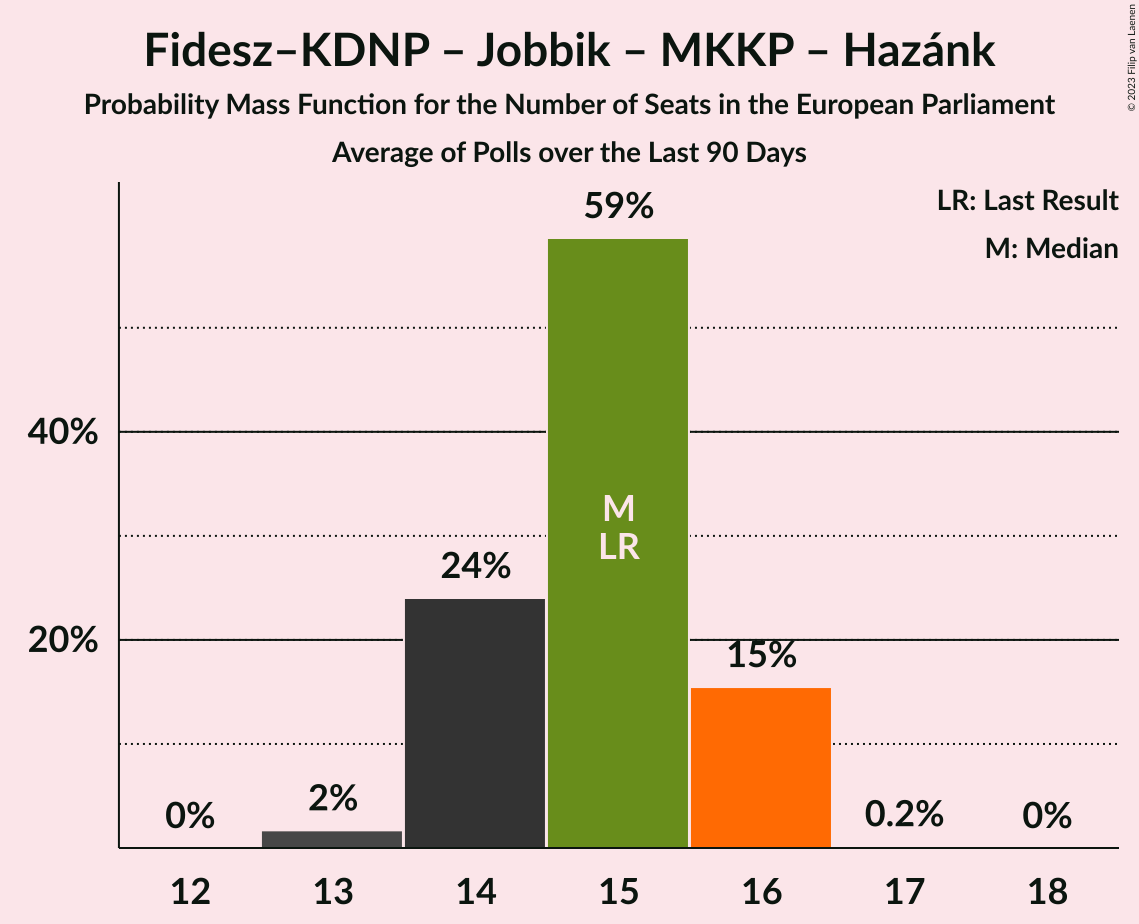 Fidesz–KDNP – Jobbik – MKKP – Hazánk
Probability Mass Function for the Number of Seats in the European Parliament
Average of Polls over the Last 90 Days
© 2023 Filip van Laenen
LR: Last Result
M: Median
59%
40%
M
LR
24%
20%
15%
2%
0%
0.2%
0%
12 13 14 15 16 17 18